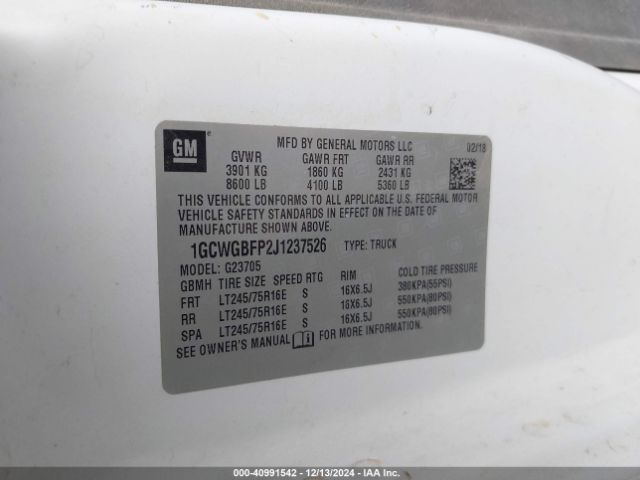 GM
MFD BY GENERAL MOTORS LLC 02/18
GVWR GAWR FRT GAWR RR
3901 KG 1860 KG 2431 KG
8600 LB 4100 LB 5360 LB
THIS VEHICLE CONFORMS TO ALL APPLICABLE U.S. FEDERAL MOTOR
VEHICLE SAFETY STANDARDS IN EFFECT ON THE DATE OF
MANUFACTURE SHOWN ABOVE.
1GCWGBFP2J1237526 TYPE: TRUCK
MODEL: G23705
GBMH TIRE SIZE SPEED RTG RIM COLD TIRE PRESSURE
FRT LT245/75R16E S 16X6.5J 380KPA(55PSI)
RR LT245/75R16E S 16X6.5J 550KPA(80PSI)
SPA LT245/75R16E S 16X6.5J 550KPA(80PSI)
SEE OWNER'S MANUAL FOR MORE INFORMATION.
000-40991542 - 12/13/2024 - IAA Inc.